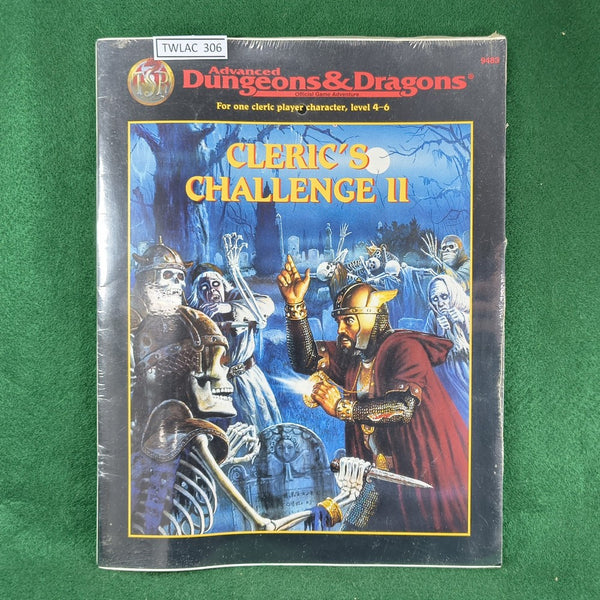 TWLAC 306
TSR
9483
Advanced
Dungeons & Dragons®
Official Game Adventure
For one cleric player character, level 4-6
CLERIC'S
CHALLENGE II